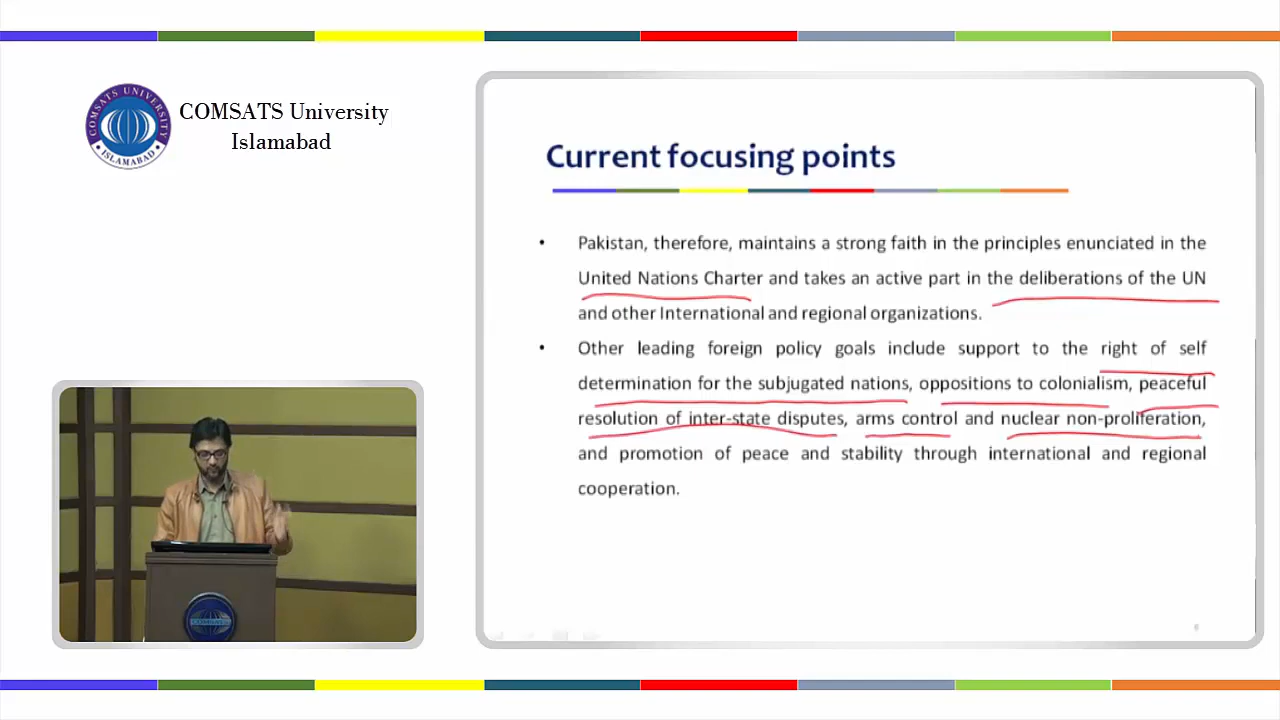 COMSATS UNIVERSITY
ISLAMABAD
COMSATS University
Islamabad
Current focusing points
• Pakistan, therefore, maintains a strong faith in the principles enunciated in the
United Nations Charter and takes an active part in the deliberations of the UN
and other International and regional organizations.
• Other leading foreign policy goals include support to the right of self
determination for the subjugated nations, oppositions to colonialism, peaceful
resolution of inter-state disputes, arms control and nuclear non-proliferation,
and promotion of peace and stability through international and regional
cooperation.
COMSATS